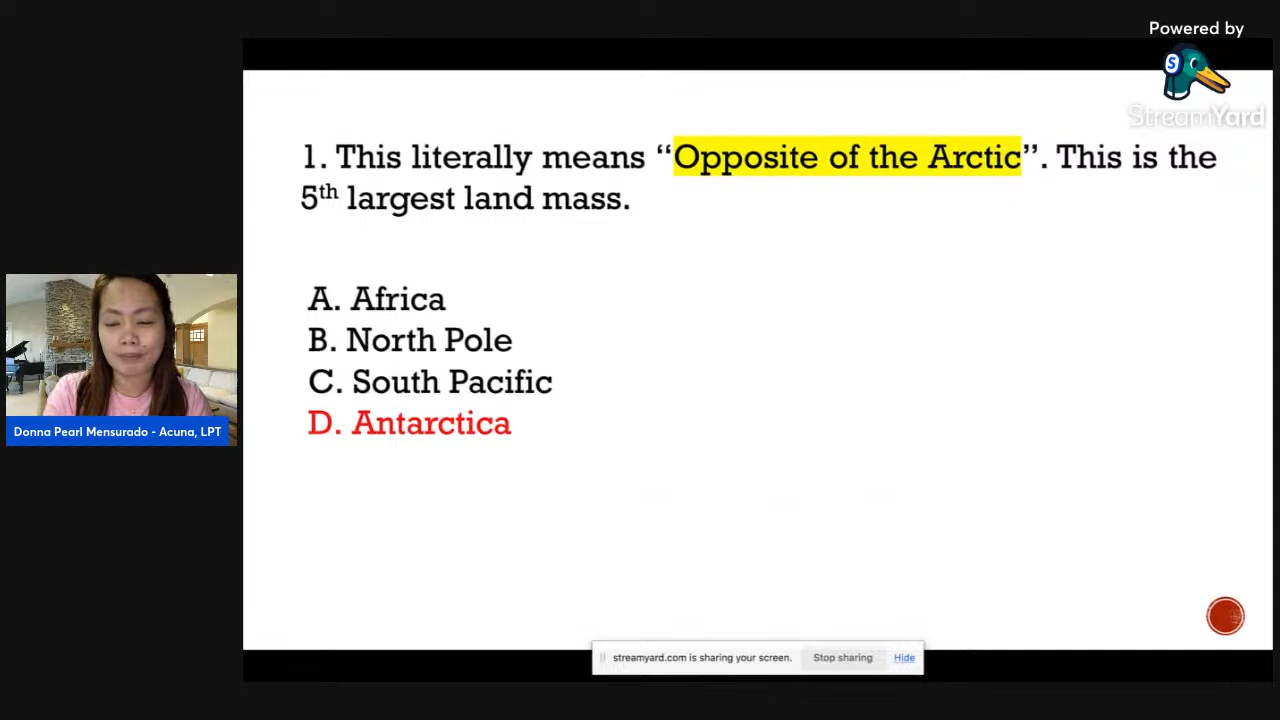 Powered by
StreamYard
1. This literally means “Opposite of the Arctic”. This is the
5th largest land mass.
A. Africa
B. North Pole
C. South Pacific
D. Antarctica
Donna Pearl Mensurado - Acuna, LPT
streamyard.com is sharing your screen. Stop sharing Hide